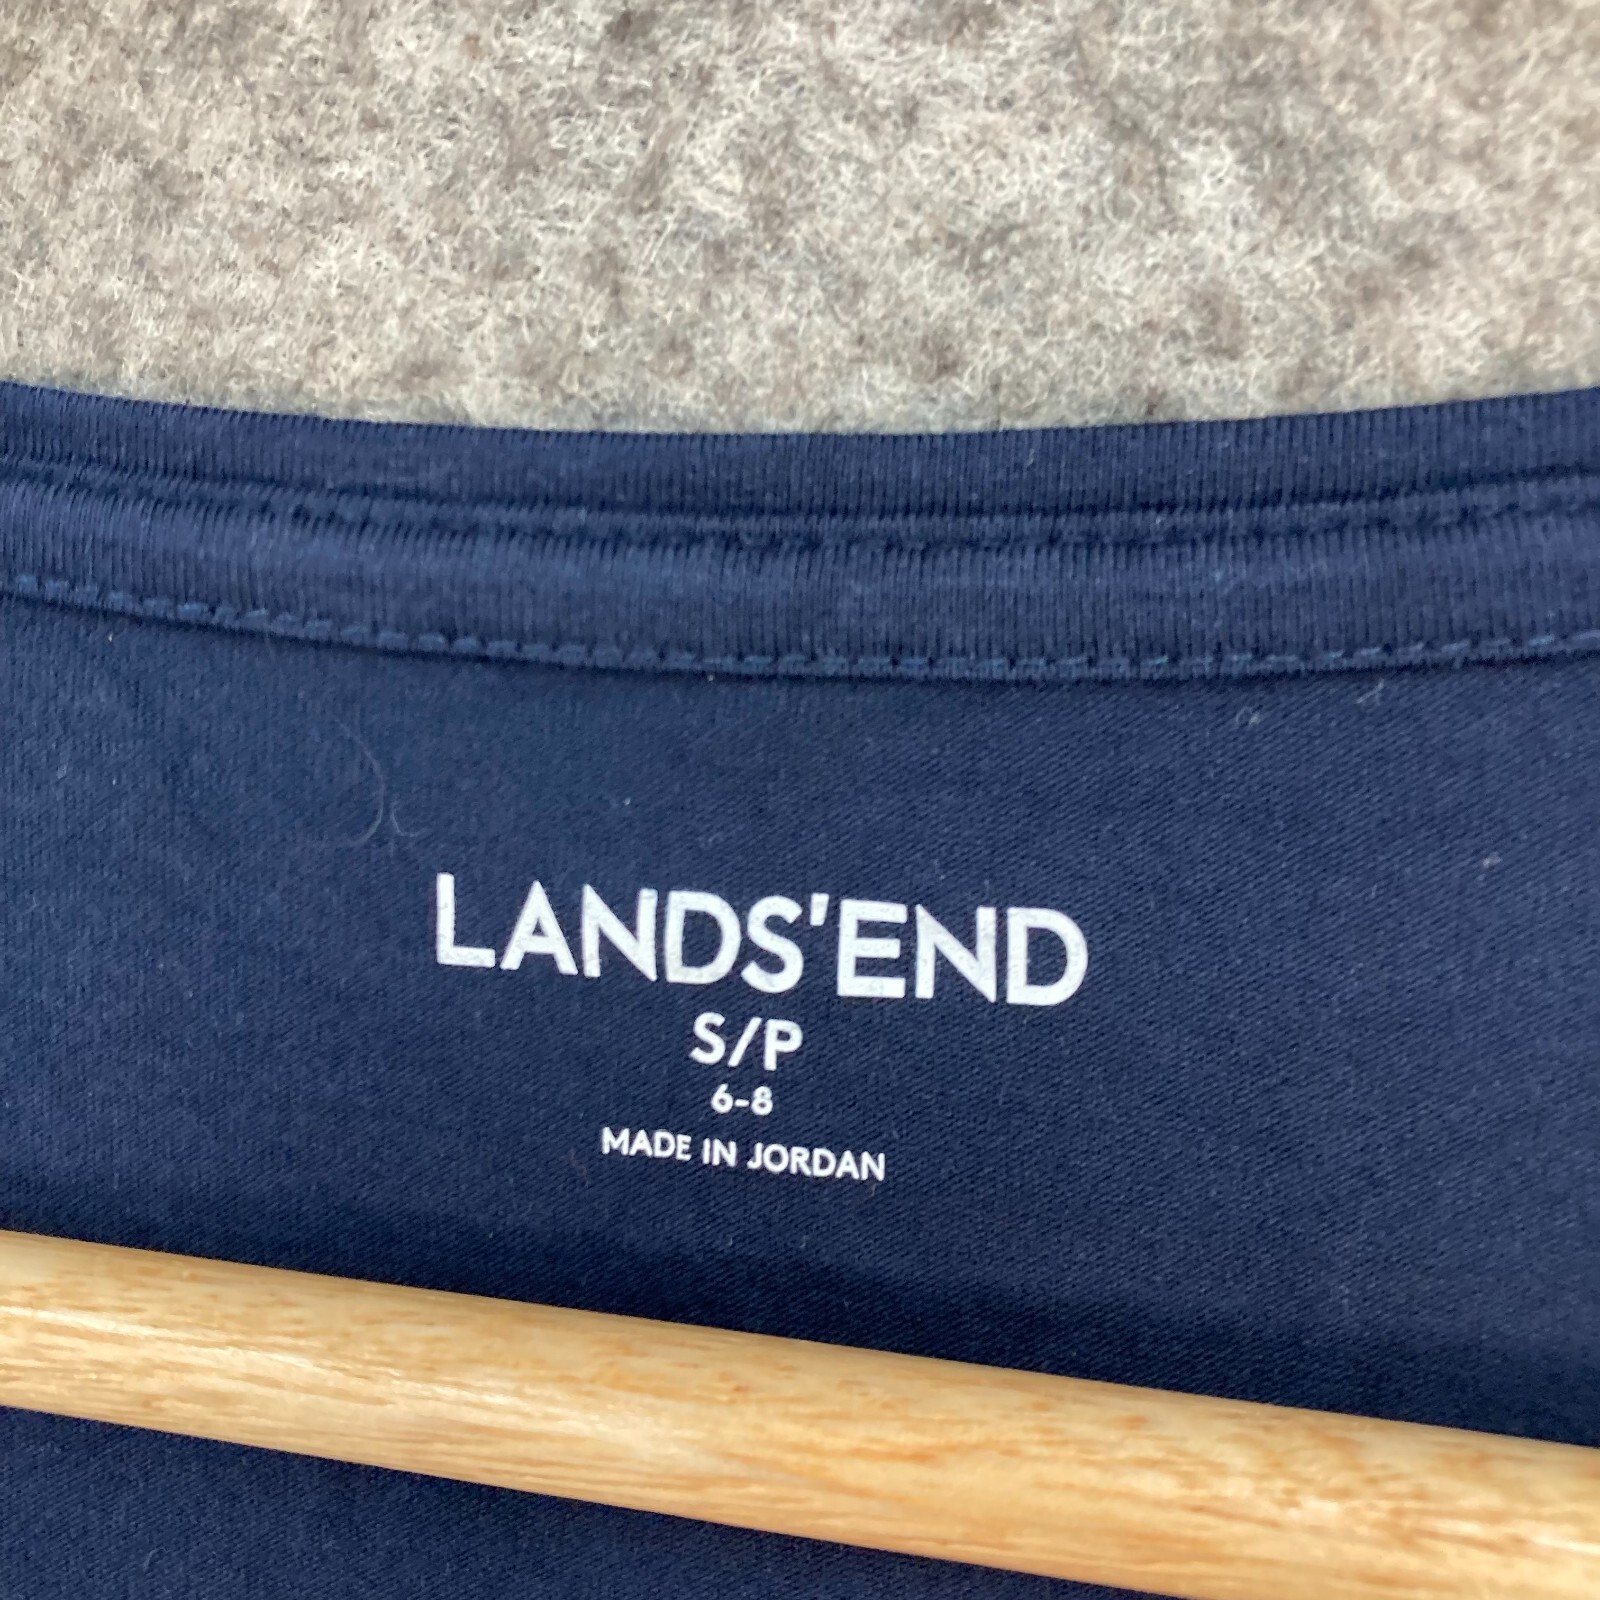 LANDS'END
S/P
6-8
MADE IN JORDAN